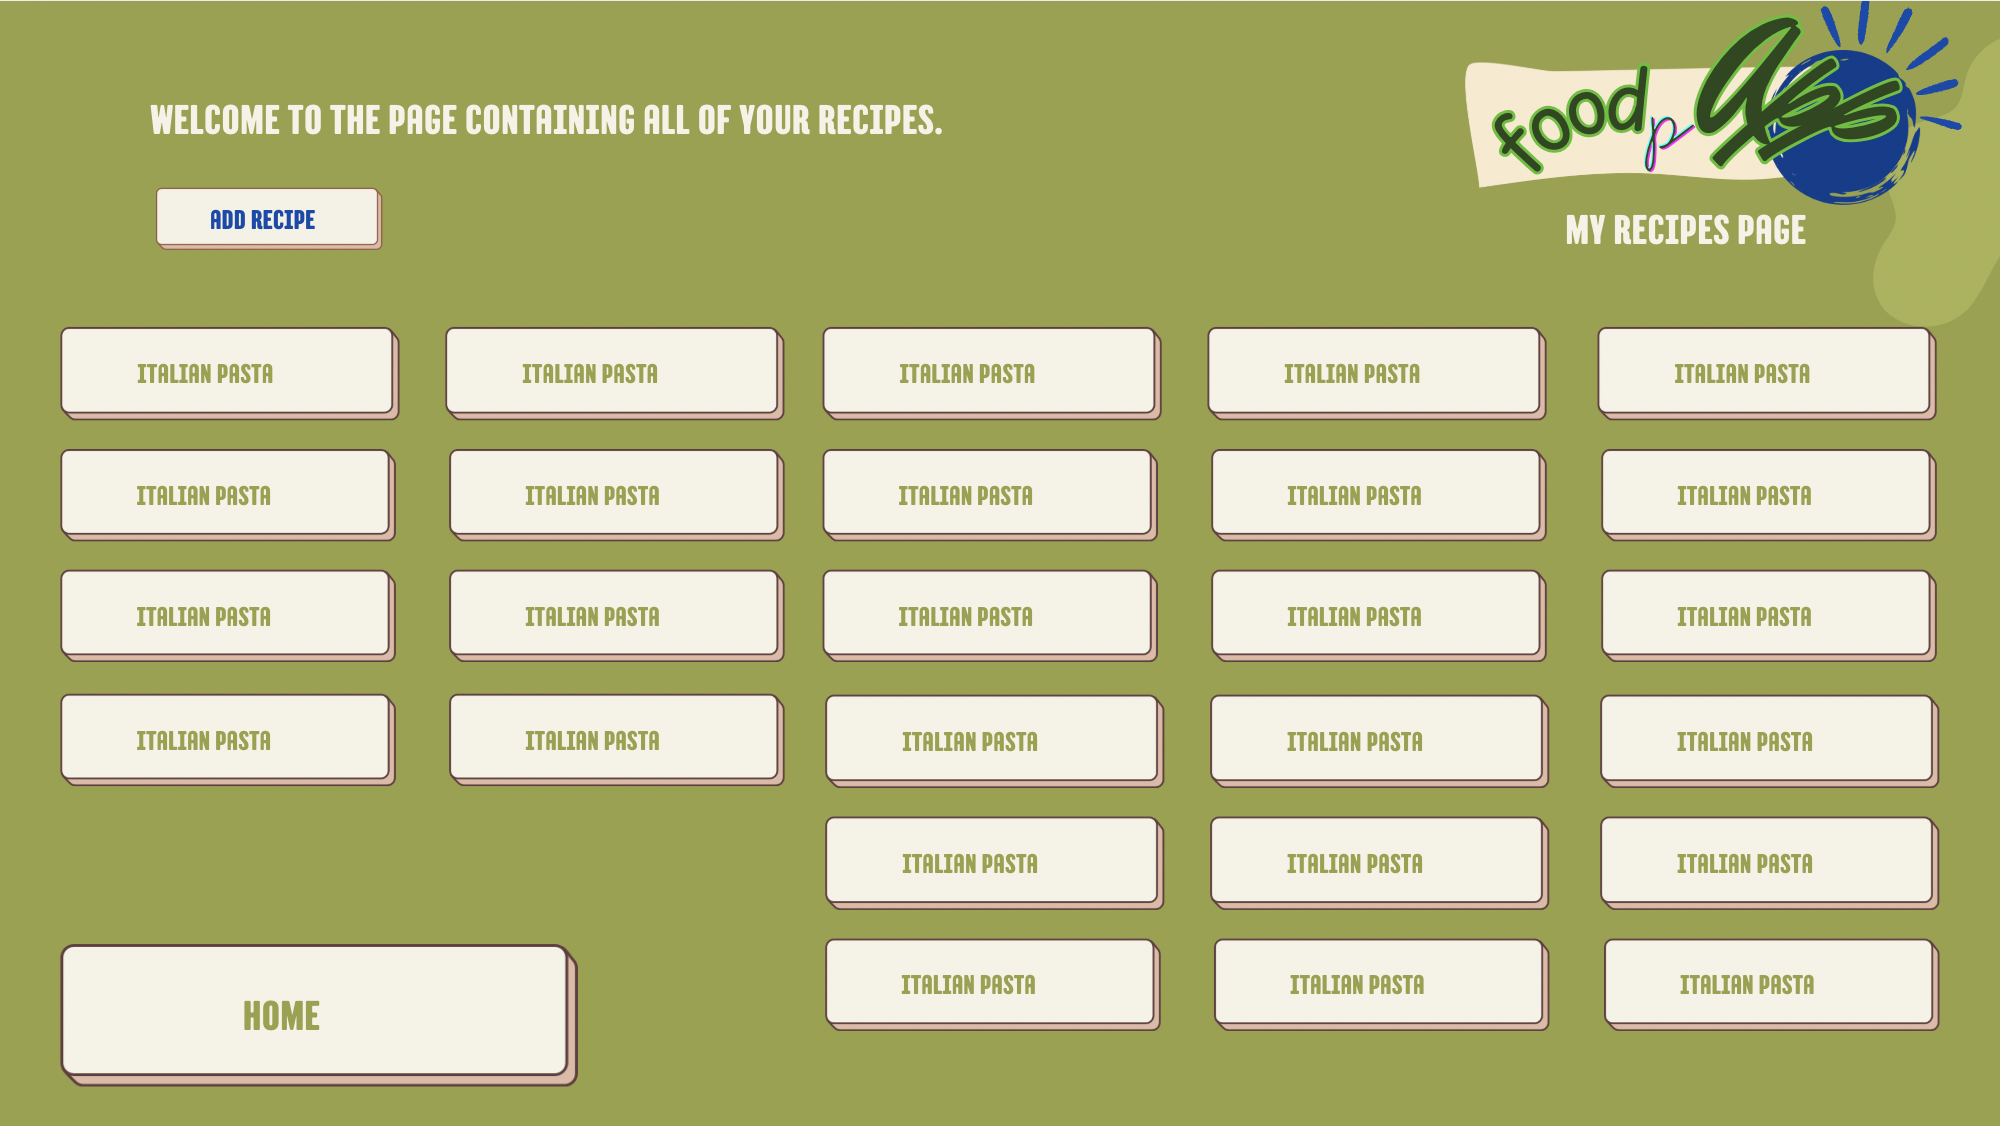 food pAss
WELCOME TO THE PAGE CONTAINING ALL OF YOUR RECIPES.
ADD RECIPE
MY RECIPES PAGE
ITALIAN PASTA ITALIAN PASTA ITALIAN PASTA ITALIAN PASTA ITALIAN PASTA
ITALIAN PASTA ITALIAN PASTA ITALIAN PASTA ITALIAN PASTA ITALIAN PASTA
ITALIAN PASTA ITALIAN PASTA ITALIAN PASTA ITALIAN PASTA ITALIAN PASTA
ITALIAN PASTA ITALIAN PASTA ITALIAN PASTA ITALIAN PASTA ITALIAN PASTA
ITALIAN PASTA ITALIAN PASTA ITALIAN PASTA
ITALIAN PASTA ITALIAN PASTA ITALIAN PASTA
HOME